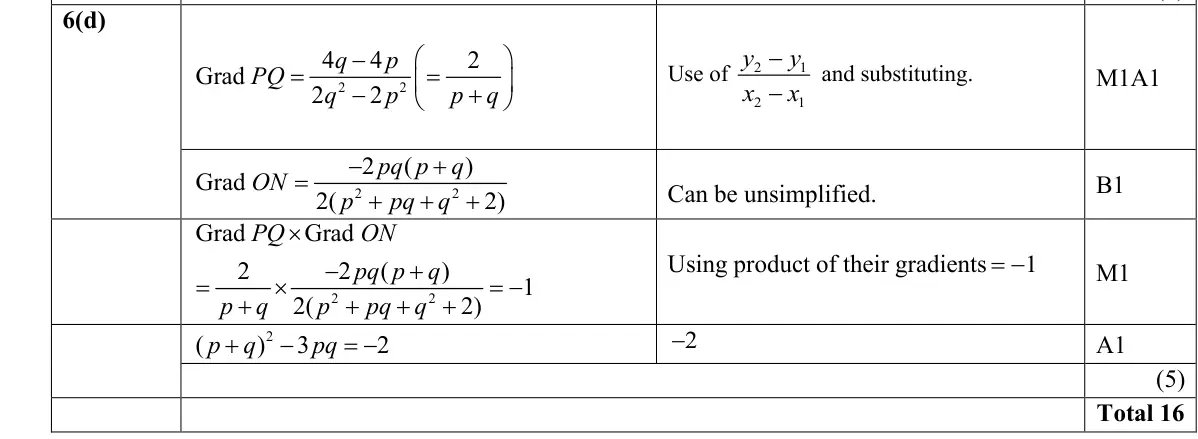 6(d)
Grad PQ = (4q − 4p)/(2q² − 2p²) (= 2/(p + q))
Use of (y₂ − y₁)/(x₂ − x₁) and substituting.
M1A1
Grad ON = −2pq(p + q)/2(p² + pq + q² + 2)
Can be unsimplified.
B1
Grad PQ × Grad ON
= 2/(p + q) × −2pq(p + q)/2(p² + pq + q² + 2) = −1
Using product of their gradients = −1
M1
(p + q)² − 3pq = −2
−2
A1
(5)
Total 16